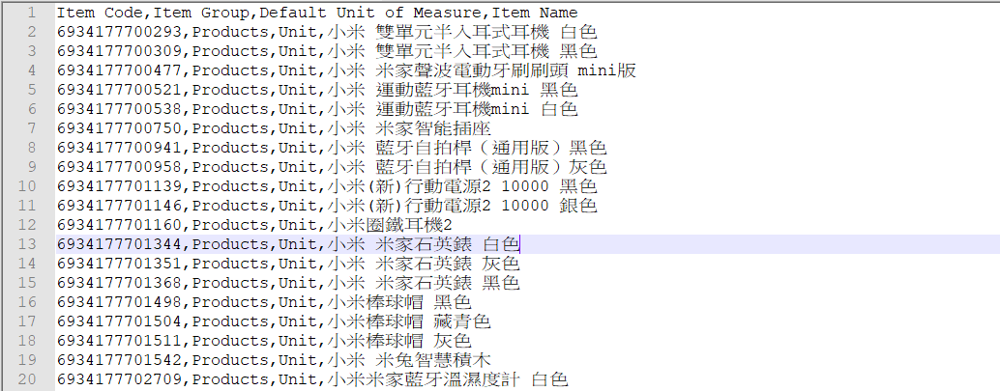 1 Item Code,Item Group,Default Unit of Measure,Item Name
2 6934177700293,Products,Unit,小米 雙單元半入耳式耳機 白色
3 6934177700309,Products,Unit,小米 雙單元半入耳式耳機 黑色
4 6934177700477,Products,Unit,小米 米家聲波電動牙刷刷頭 mini版
5 6934177700521,Products,Unit,小米 運動藍牙耳機mini 黑色
6 6934177700538,Products,Unit,小米 運動藍牙耳機mini 白色
7 6934177700750,Products,Unit,小米 米家智能插座
8 6934177700941,Products,Unit,小米 藍牙自拍桿（通用版）黑色
9 6934177700958,Products,Unit,小米 藍牙自拍桿（通用版）灰色
10 6934177701139,Products,Unit,小米(新)行動電源2 10000 黑色
11 6934177701146,Products,Unit,小米(新)行動電源2 10000 銀色
12 6934177701160,Products,Unit,小米圈鐵耳機2
13 6934177701344,Products,Unit,小米 米家石英錶 白色
14 6934177701351,Products,Unit,小米 米家石英錶 灰色
15 6934177701368,Products,Unit,小米 米家石英錶 黑色
16 6934177701498,Products,Unit,小米棒球帽 黑色
17 6934177701504,Products,Unit,小米棒球帽 藏青色
18 6934177701511,Products,Unit,小米棒球帽 灰色
19 6934177701542,Products,Unit,小米 米兔智慧積木
20 6934177702709,Products,Unit,小米米家藍牙溫濕度計 白色